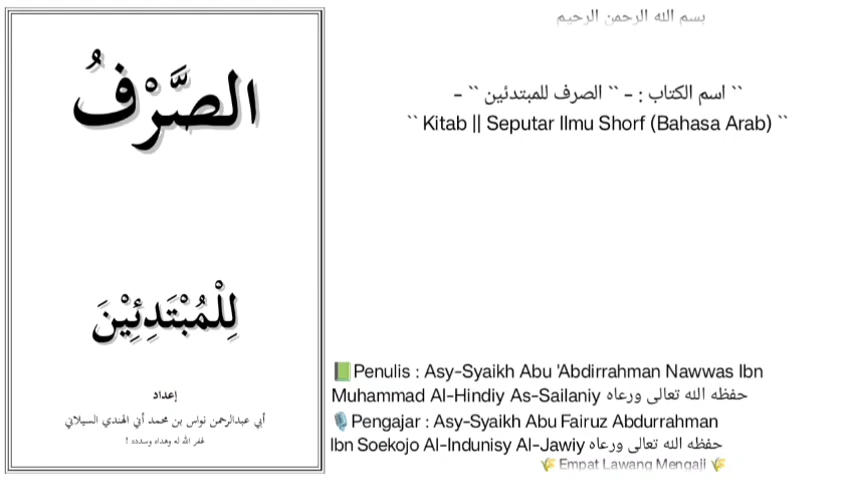 الصَّرْفُ
لِلْمُبْتَدِئِيْنَ
إعداد
أبي عبدالرحمن نواس بن محمد أبي الهندي السيلاني
غفر الله له وهداه وسدده !
بسم الله الرحمن الرحيم
`` اسم الكتاب : - `` الصرف للمبتدئين `` -
`` Kitab || Seputar Ilmu Shorf (Bahasa Arab) ``
📗Penulis : Asy-Syaikh Abu 'Abdirrahman Nawwas Ibn
Muhammad Al-Hindiy As-Sailaniy حفظه الله تعالى ورعاه
🎙️Pengajar : Asy-Syaikh Abu Fairuz Abdurrahman
Ibn Soekojo Al-Indunisy Al-Jawiy حفظه الله تعالى ورعاه
🌾 Empat Lawang Mengaji 🌾